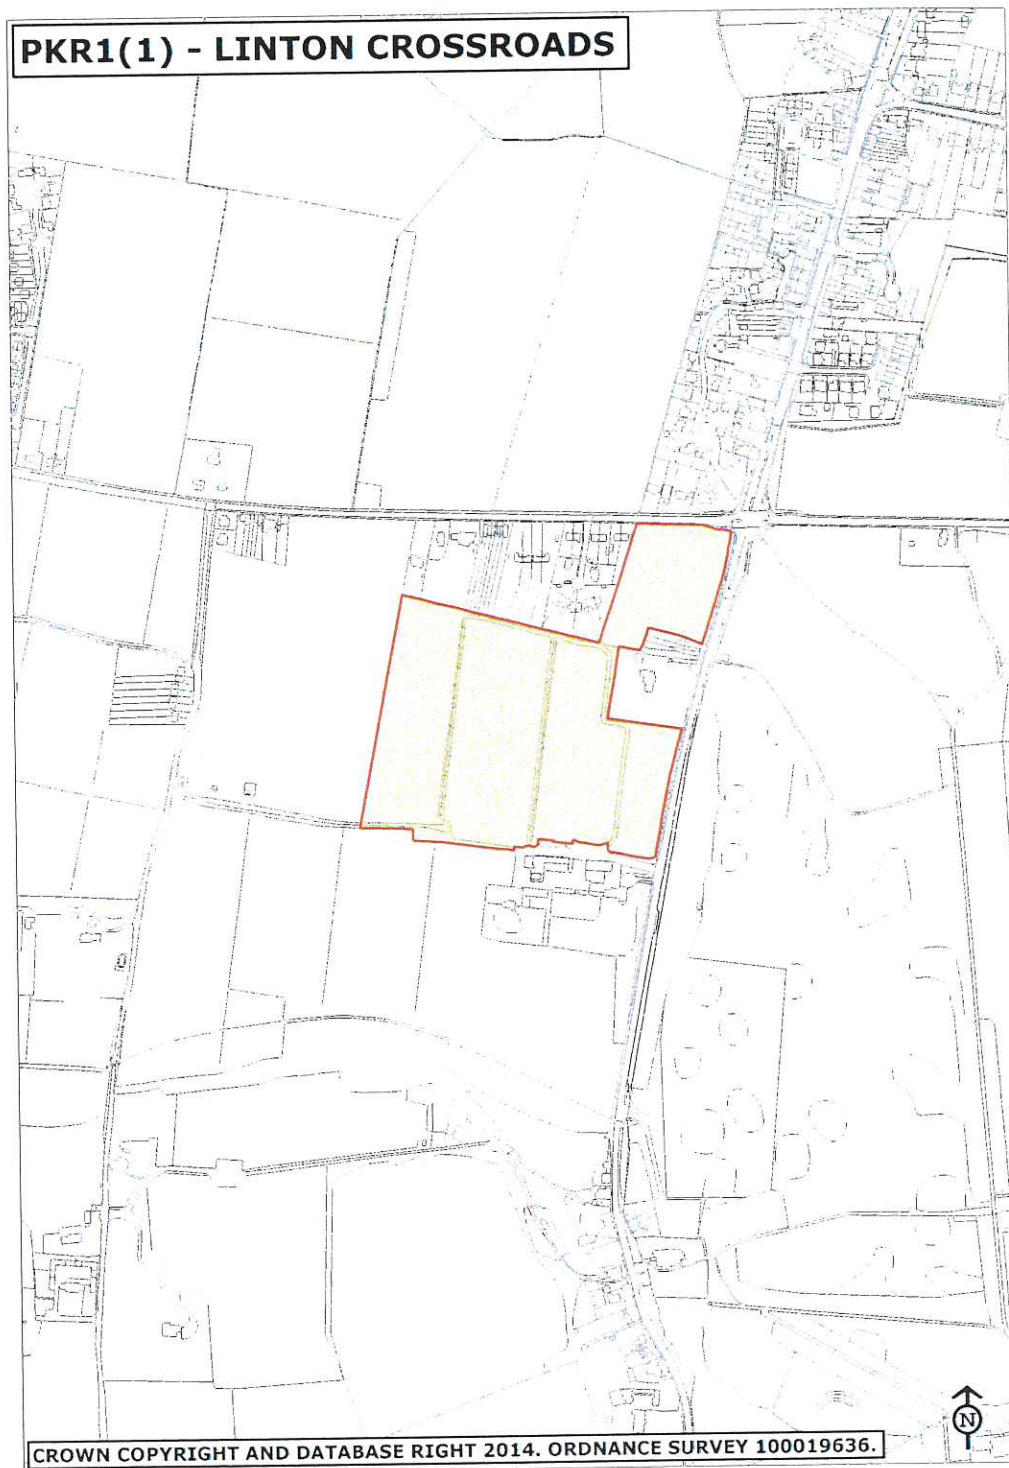 PKR1(1) - LINTON CROSSROADS
N
CROWN COPYRIGHT AND DATABASE RIGHT 2014. ORDNANCE SURVEY 100019636.